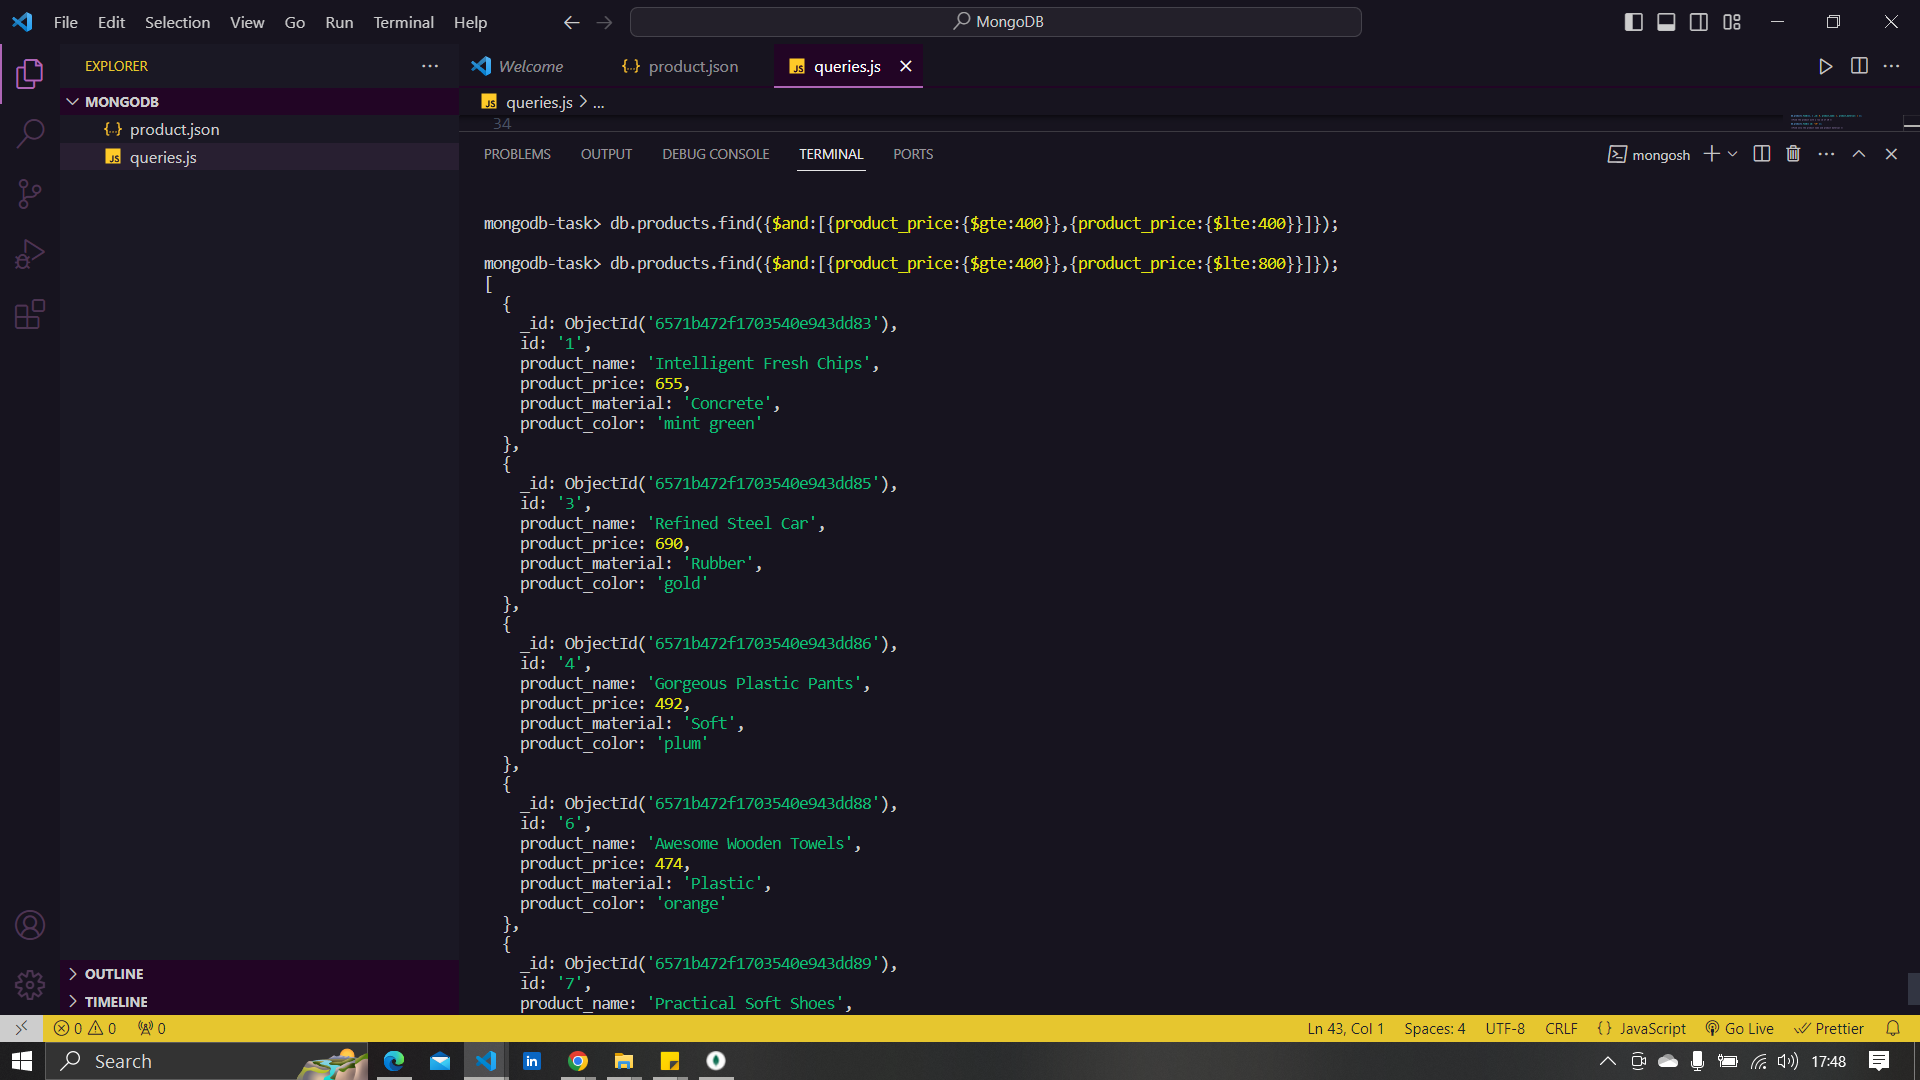 File Edit Selection View Go Run Terminal Help
MongoDB
EXPLORER
MONGODB
product.json
queries.js
OUTLINE
TIMELINE
Welcome
product.json
queries.js
queries.js > ...
34
PROBLEMS OUTPUT DEBUG CONSOLE TERMINAL PORTS
mongosh
mongodb-task> db.products.find({$and:[{product_price:{$gte:400}},{product_price:{$lte:400}}]});
mongodb-task> db.products.find({$and:[{product_price:{$gte:400}},{product_price:{$lte:800}}]});
[
{
_id: ObjectId('6571b472f1703540e943dd83'),
id: '1',
product_name: 'Intelligent Fresh Chips',
product_price: 655,
product_material: 'Concrete',
product_color: 'mint green'
},
{
_id: ObjectId('6571b472f1703540e943dd85'),
id: '3',
product_name: 'Refined Steel Car',
product_price: 690,
product_material: 'Rubber',
product_color: 'gold'
},
{
_id: ObjectId('6571b472f1703540e943dd86'),
id: '4',
product_name: 'Gorgeous Plastic Pants',
product_price: 492,
product_material: 'Soft',
product_color: 'plum'
},
{
_id: ObjectId('6571b472f1703540e943dd88'),
id: '6',
product_name: 'Awesome Wooden Towels',
product_price: 474,
product_material: 'Plastic',
product_color: 'orange'
},
{
_id: ObjectId('6571b472f1703540e943dd89'),
id: '7',
product_name: 'Practical Soft Shoes',
0 0 0
Ln 43, Col 1 Spaces: 4 UTF-8 CRLF {} JavaScript Go Live Prettier
Search
17:48